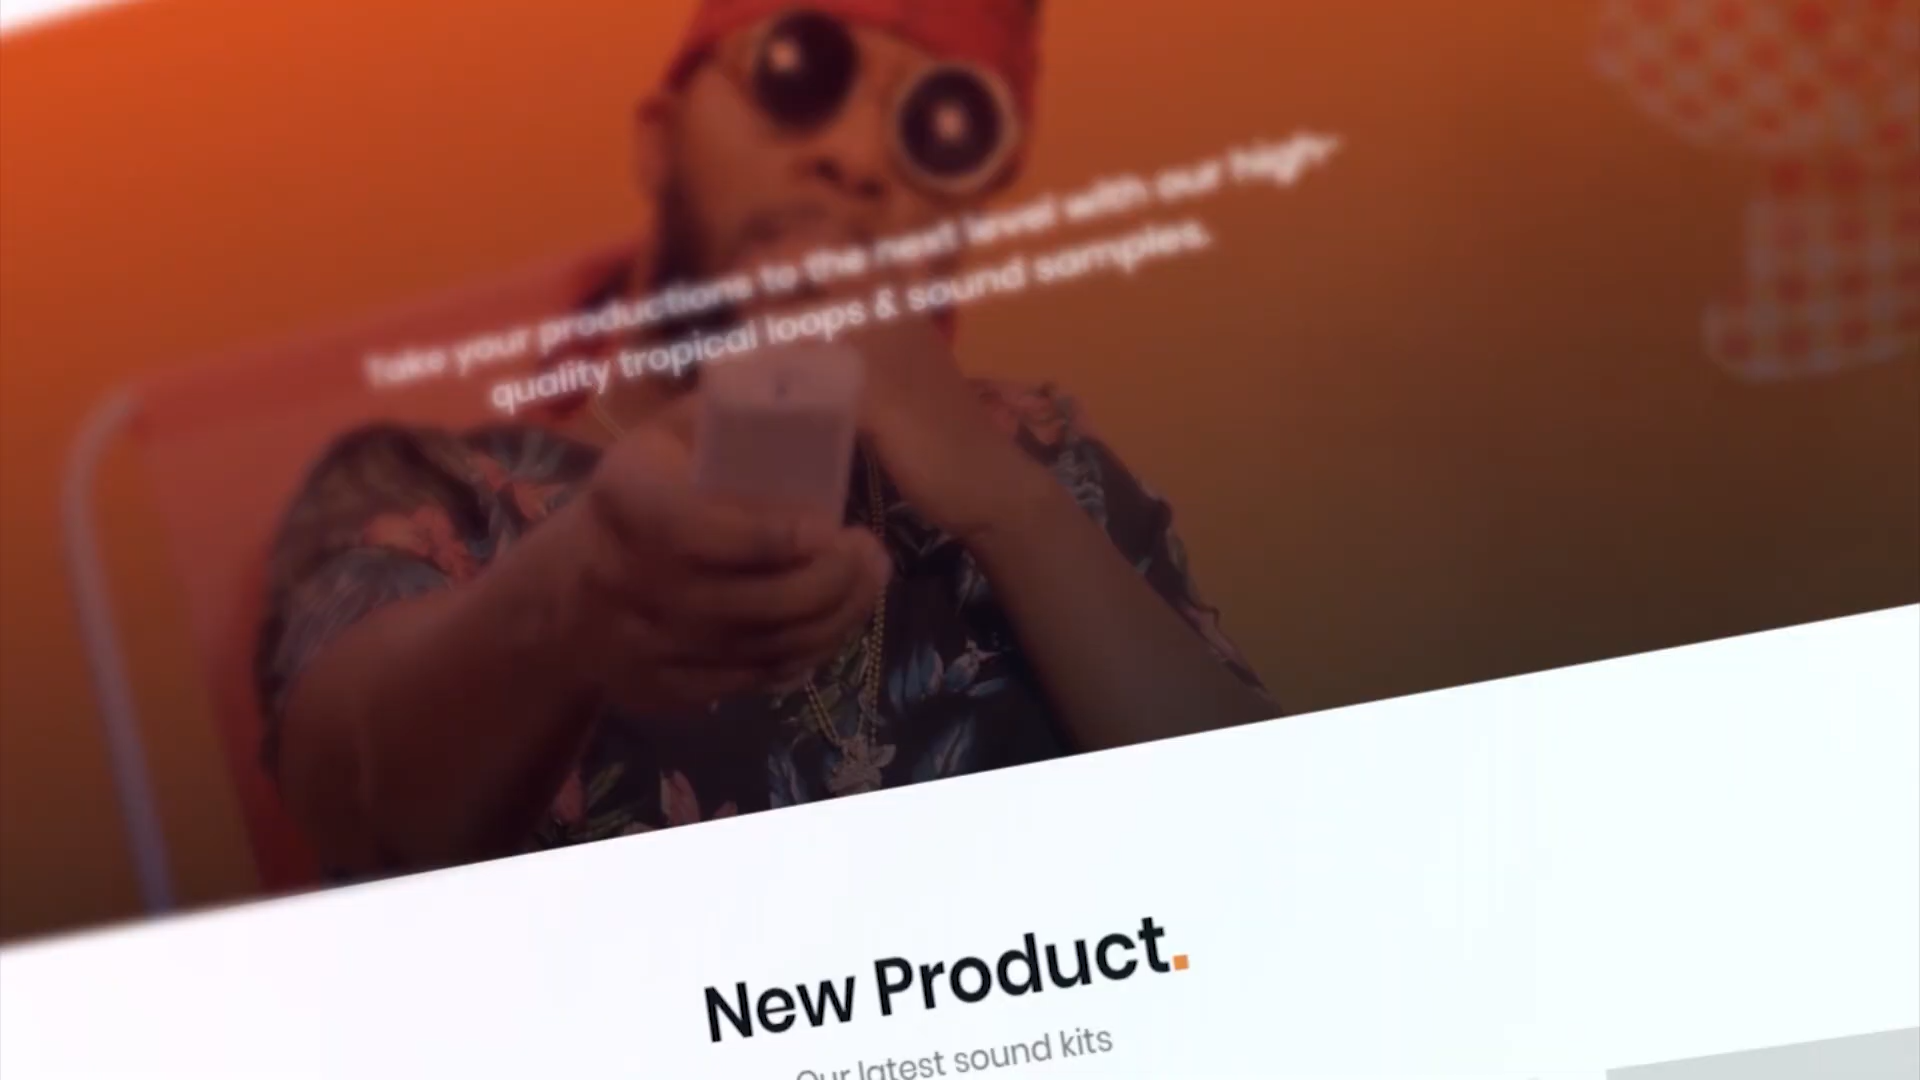 Take your productions to the next level with our high-
quality tropical loops & sound samples.
New Product.
Our latest sound kits